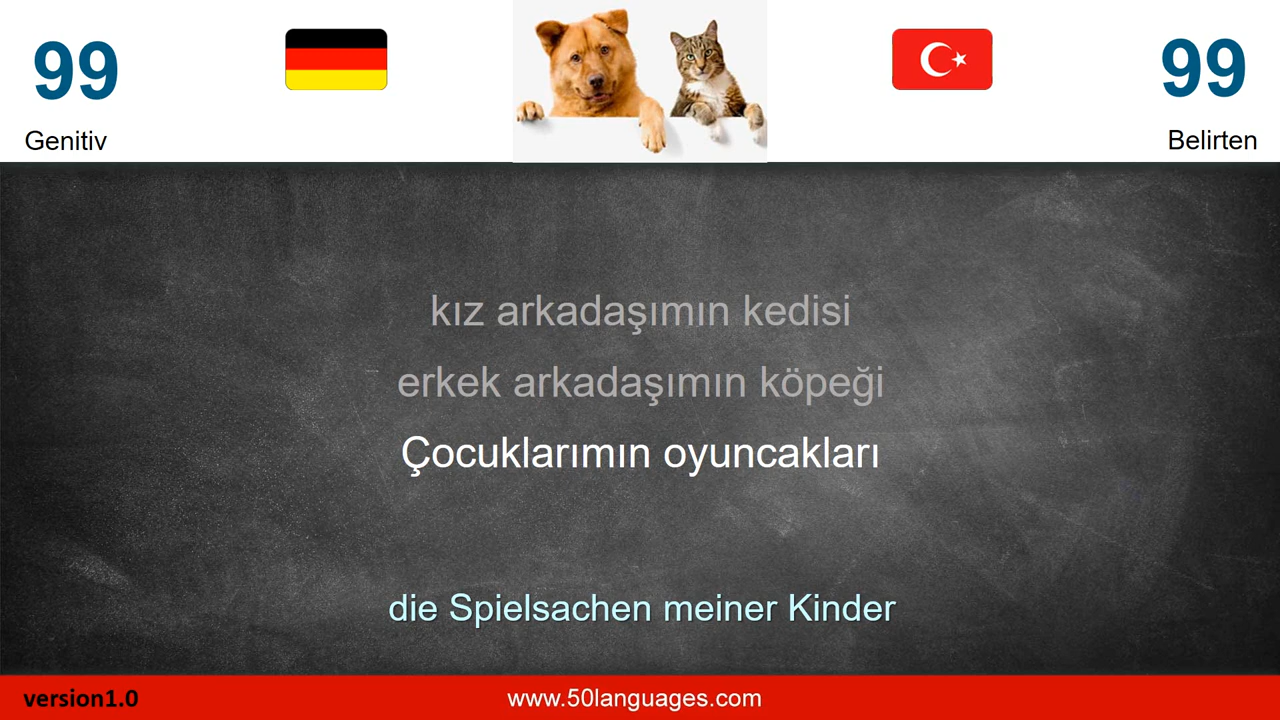 99
99
Genitiv
Belirten
kız arkadaşımın kedisi
erkek arkadaşımın köpeği
Çocuklarımın oyuncakları
die Spielsachen meiner Kinder
version1.0
www.50languages.com